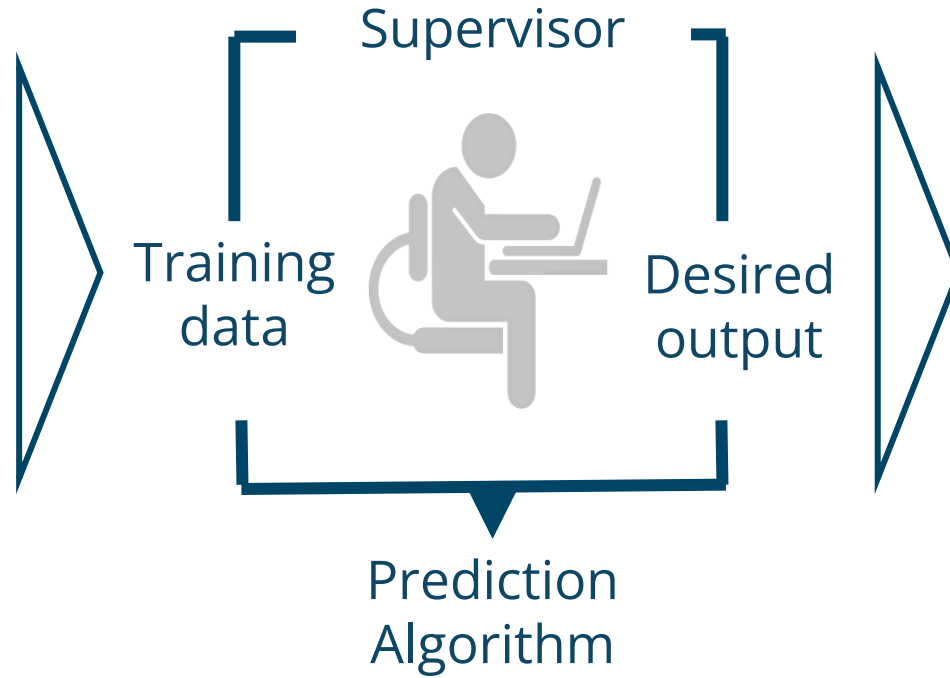 Supervisor
Training
data
Desired
output
Prediction
Algorithm